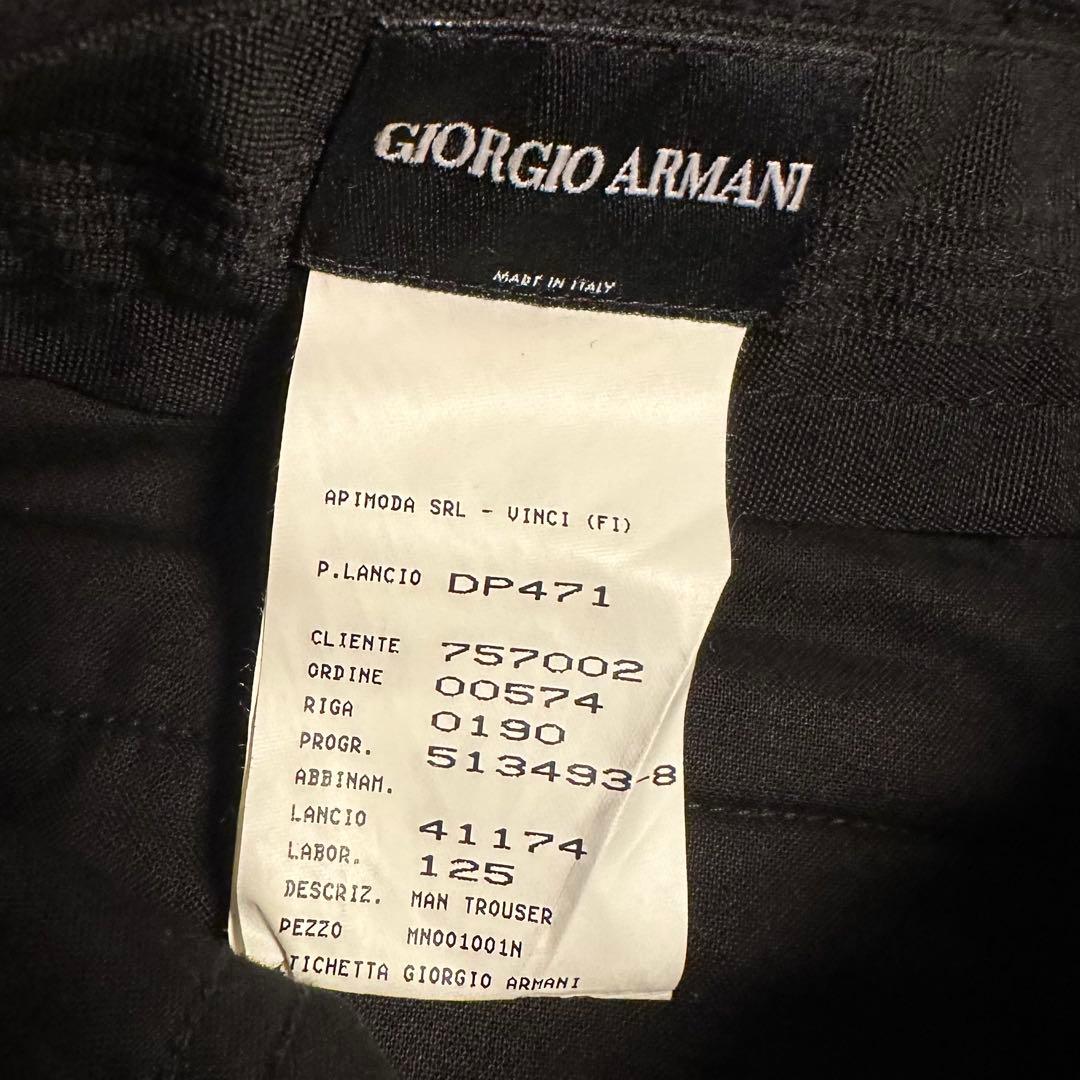 GIORGIO ARMANI
MADE IN ITALY
APIMODA SRL - VINCI (FI)
P.LANCIO DP471
CLIENTE 757002
ORDINE 00574
RIGA 0190
PROGR. 513493-8
ABBINAM.
LANCIO 41174
LABOR. 125
DESCRIZ. MAN TROUSER
PEZZO MN001001N
TICHETTA GIORGIO ARMANI